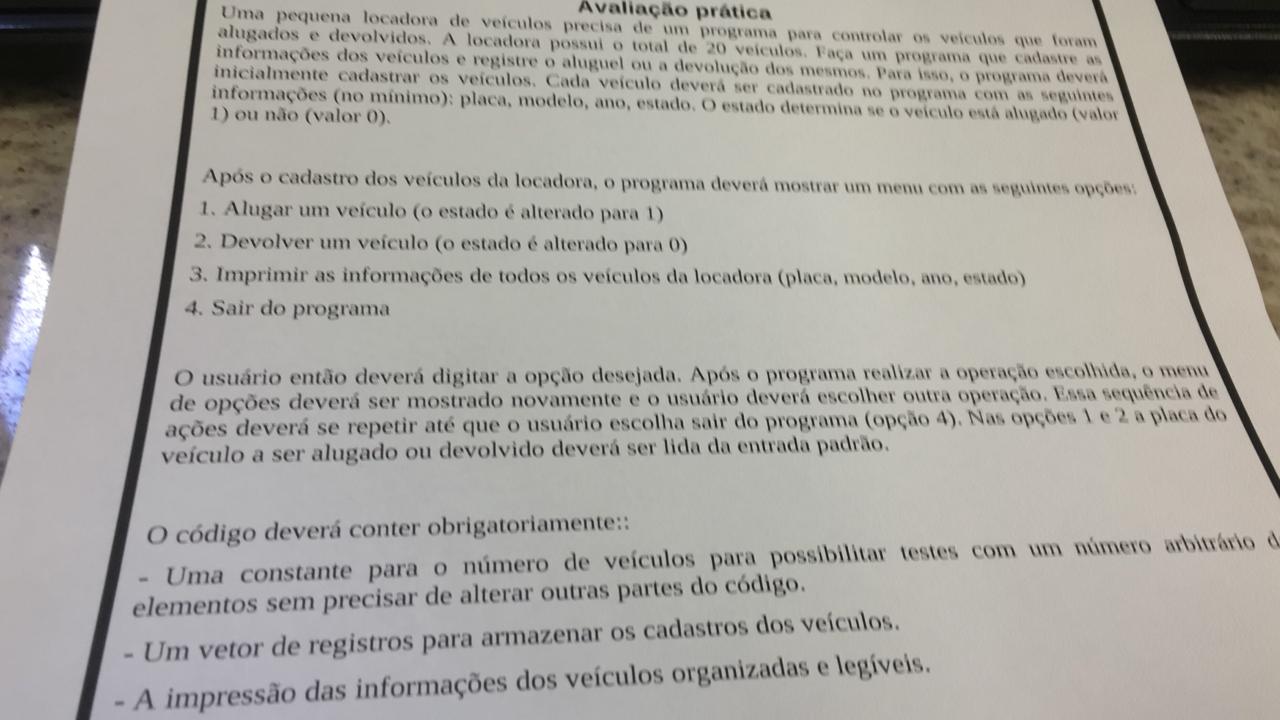 Avaliação prática
Uma pequena locadora de veículos precisa de um programa para controlar os veículos que foram
alugados e devolvidos. A locadora possui o total de 20 veículos. Faça um programa que cadastre as
informações dos veículos e registre o aluguel ou a devolução dos mesmos. Para isso, o programa deverá
inicialmente cadastrar os veículos. Cada veículo deverá ser cadastrado no programa com as seguintes
informações (no mínimo): placa, modelo, ano, estado. O estado determina se o veículo está alugado (valor
1) ou não (valor 0).
Após o cadastro dos veículos da locadora, o programa deverá mostrar um menu com as seguintes opções:
1. Alugar um veículo (o estado é alterado para 1)
2. Devolver um veículo (o estado é alterado para 0)
3. Imprimir as informações de todos os veículos da locadora (placa, modelo, ano, estado)
4. Sair do programa
O usuário então deverá digitar a opção desejada. Após o programa realizar a operação escolhida, o menu
de opções deverá ser mostrado novamente e o usuário deverá escolher outra operação. Essa sequência de
ações deverá se repetir até que o usuário escolha sair do programa (opção 4). Nas opções 1 e 2 a placa do
veículo a ser alugado ou devolvido deverá ser lida da entrada padrão.
O código deverá conter obrigatoriamente::
- Uma constante para o número de veículos para possibilitar testes com um número arbitrário d
elementos sem precisar de alterar outras partes do código.
- Um vetor de registros para armazenar os cadastros dos veículos.
- A impressão das informações dos veículos organizadas e legíveis.